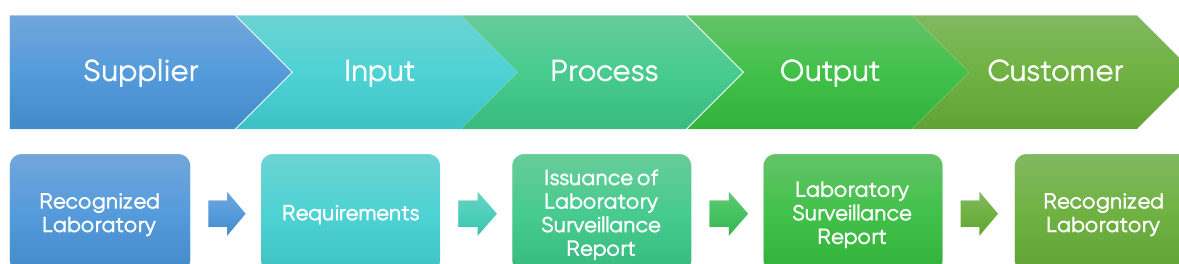 Supplier
Input
Process
Output
Customer
Recognized
Laboratory
Requirements
Issuance of
Laboratory
Surveillance
Report
Laboratory
Surveillance
Report
Recognized
Laboratory